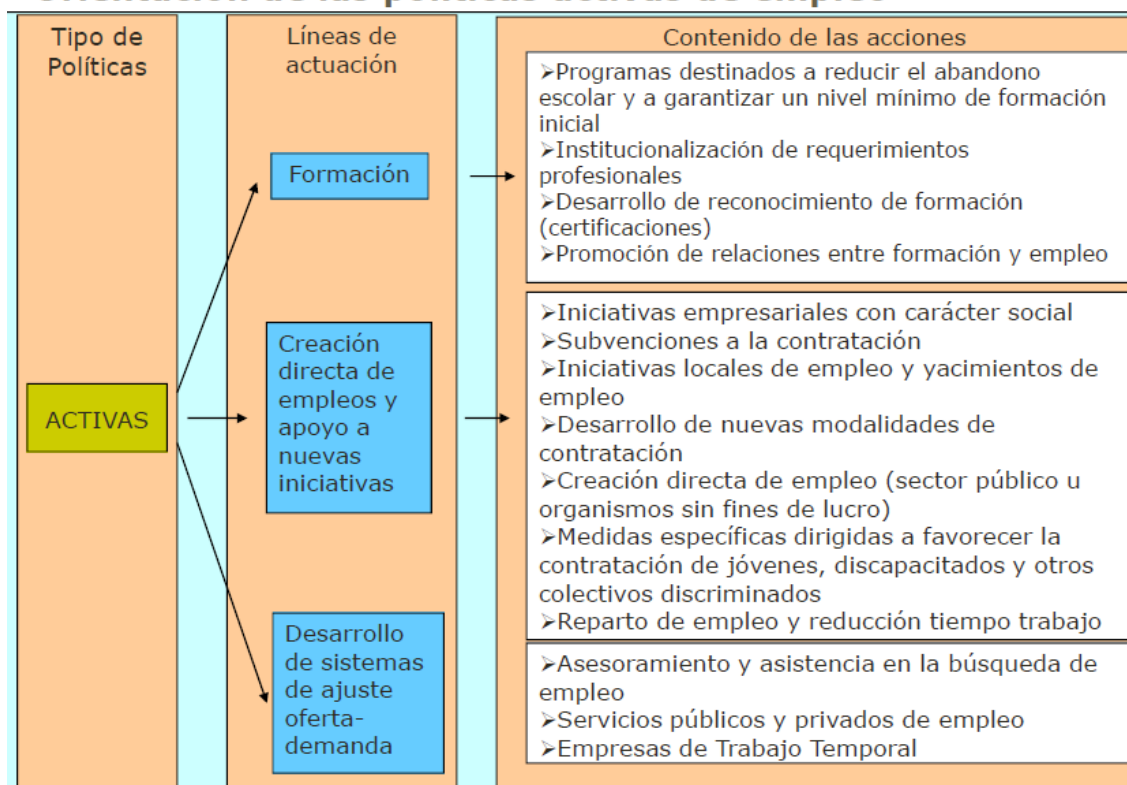 Tipo de
Políticas
Líneas de
actuación
Contenido de las acciones
ACTIVAS
Formación
➢Programas destinados a reducir el abandono
escolar y a garantizar un nivel mínimo de formación
inicial
➢Institucionalización de requerimientos
profesionales
➢Desarrollo de reconocimiento de formación
(certificaciones)
➢Promoción de relaciones entre formación y empleo
Creación
directa de
empleos y
apoyo a
nuevas
iniciativas
➢Iniciativas empresariales con carácter social
➢Subvenciones a la contratación
➢Iniciativas locales de empleo y yacimientos de
empleo
➢Desarrollo de nuevas modalidades de
contratación
➢Creación directa de empleo (sector público u
organismos sin fines de lucro)
➢Medidas específicas dirigidas a favorecer la
contratación de jóvenes, discapacitados y otros
colectivos discriminados
➢Reparto de empleo y reducción tiempo trabajo
Desarrollo
de sistemas
de ajuste
oferta-
demanda
➢Asesoramiento y asistencia en la búsqueda de
empleo
➢Servicios públicos y privados de empleo
➢Empresas de Trabajo Temporal